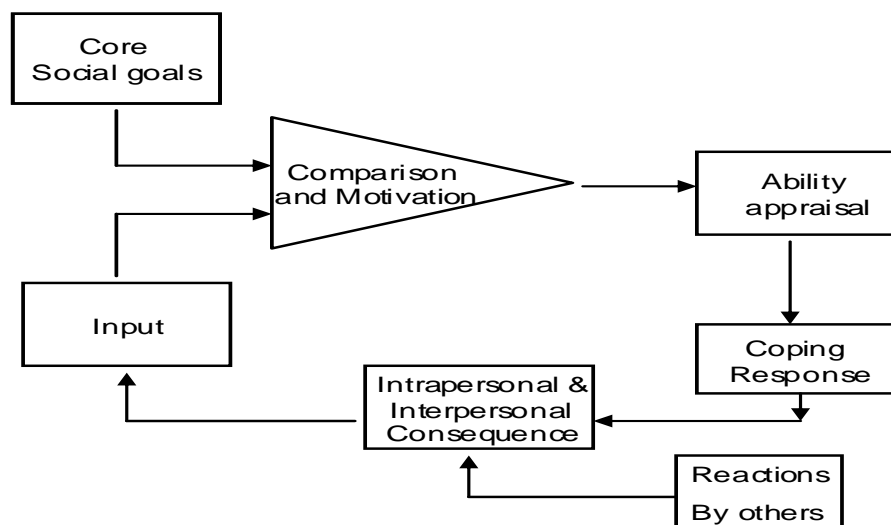 Core
Social goals
Comparison
and Motivation
Ability
appraisal
Input
Coping
Response
Intrapersonal &
Interpersonal
Consequence
Reactions
By others